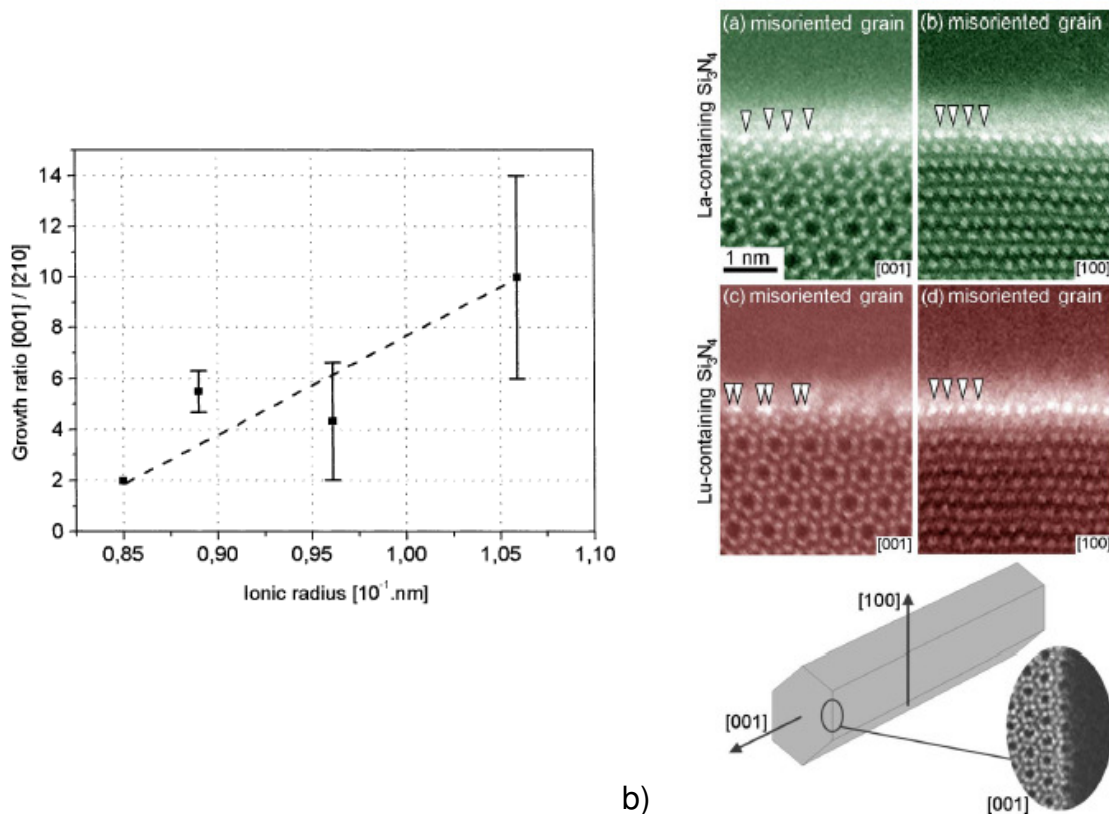 14
12
10
8
6
4
2
0
0,85 0,90 0,95 1,00 1,05 1,10
Growth ratio [001] / [210]
Ionic radius [10⁻¹.nm]
La-containing Si₃N₄
(a) misoriented grain
(b) misoriented grain
1 nm
[001]
[100]
Lu-containing Si₃N₄
(c) misoriented grain
(d) misoriented grain
[001]
[100]
[100]
[001]
[001]
b)